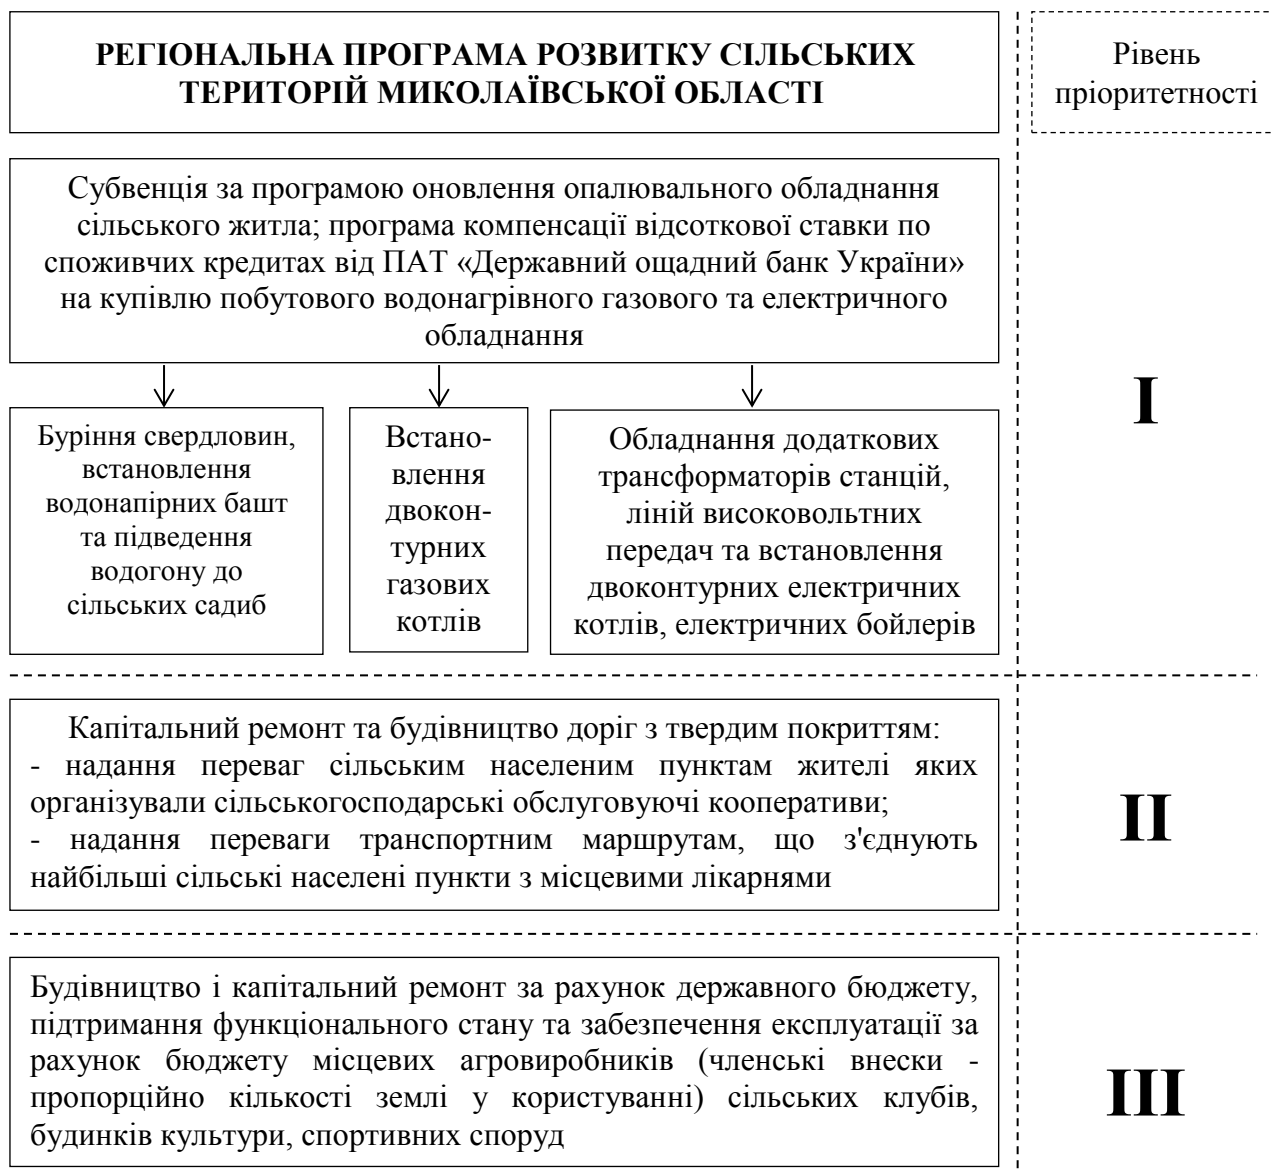 РЕГІОНАЛЬНА ПРОГРАМА РОЗВИТКУ СІЛЬСЬКИХ
ТЕРИТОРІЙ МИКОЛАЇВСЬКОЇ ОБЛАСТІ
Рівень
пріоритетності
Субвенція за програмою оновлення опалювального обладнання
сільського житла; програма компенсації відсоткової ставки по
споживчих кредитах від ПАТ «Державний ощадний банк України»
на купівлю побутового водонагрівного газового та електричного
обладнання
Буріння свердловин,
встановлення
водонапірних башт
та підведення
водогону до
сільських садиб
Встано-
влення
двокон-
турних
газових
котлів
Обладнання додаткових
трансформаторів станцій,
ліній високовольтних
передач та встановлення
двоконтурних електричних
котлів, електричних бойлерів
I
Капітальний ремонт та будівництво доріг з твердим покриттям:
- надання переваг сільським населеним пунктам жителі яких
організували сільськогосподарські обслуговуючі кооперативи;
- надання переваги транспортним маршрутам, що з'єднують
найбільші сільські населені пункти з місцевими лікарнями
II
Будівництво і капітальний ремонт за рахунок державного бюджету,
підтримання функціонального стану та забезпечення експлуатації за
рахунок бюджету місцевих агровиробників (членські внески -
пропорційно кількості землі у користуванні) сільських клубів,
будинків культури, спортивних споруд
III